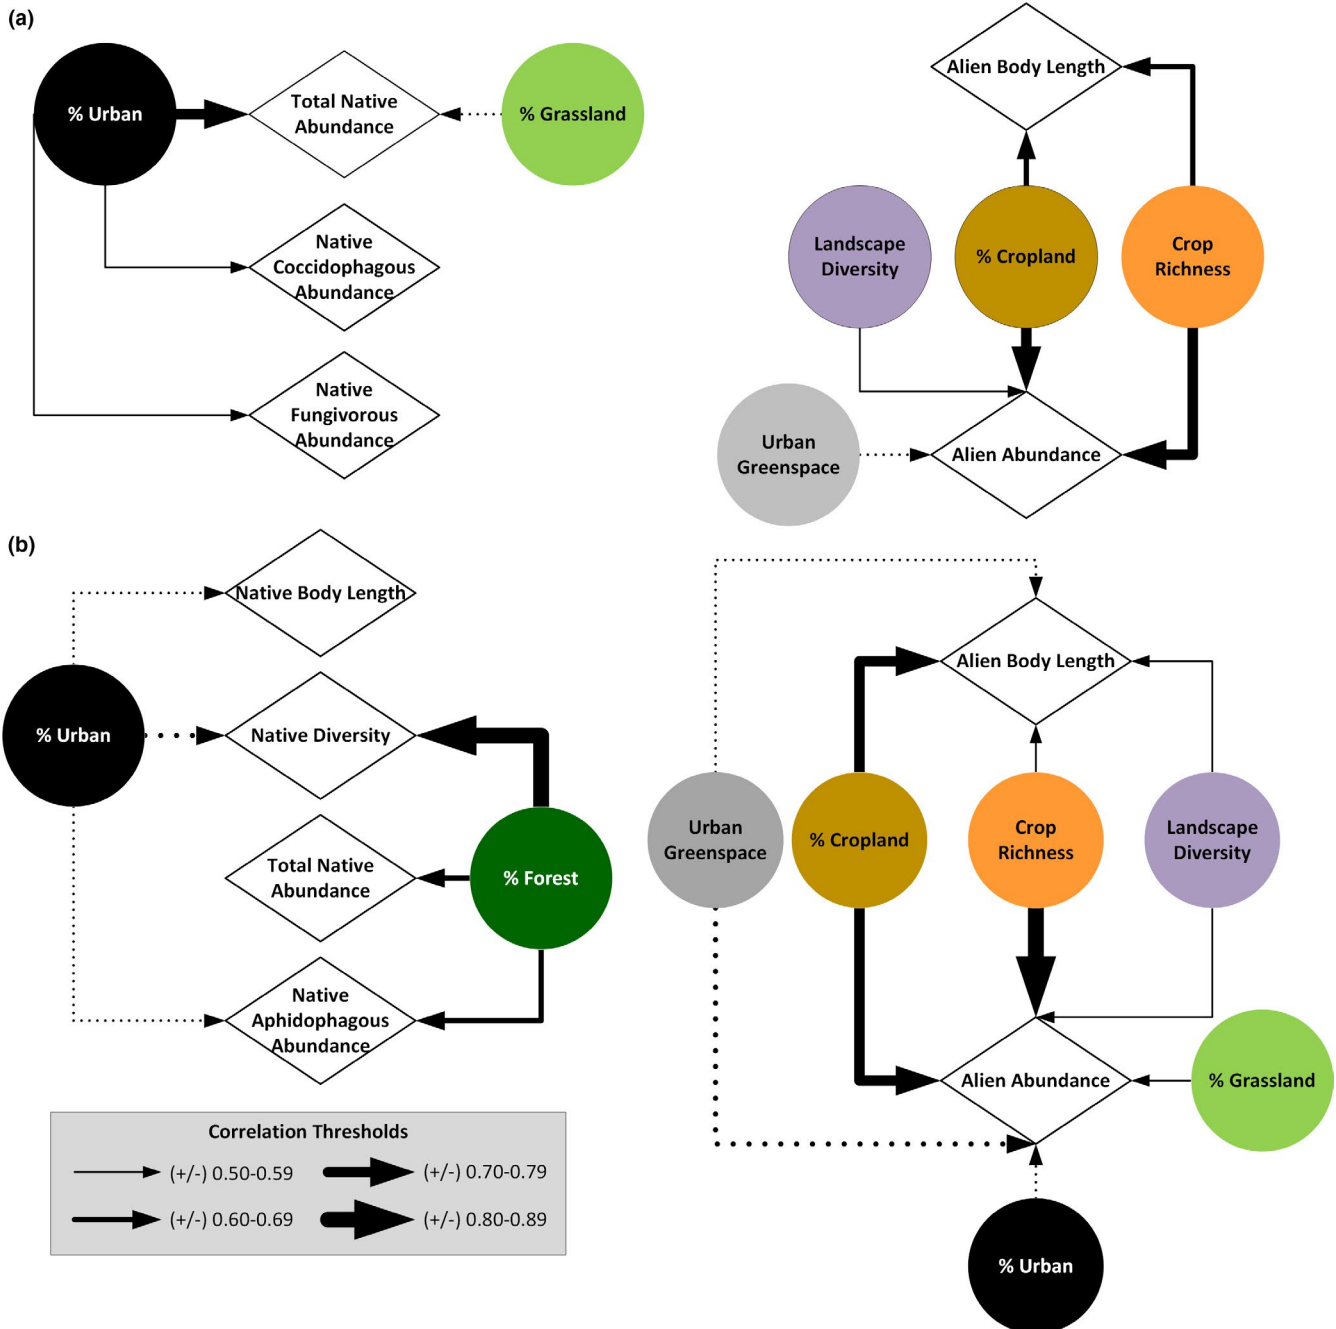 (a)
% Urban
Total Native
Abundance
% Grassland
Native
Coccidophagous
Abundance
Native
Fungivorous
Abundance
Alien Body Length
Landscape
Diversity
% Cropland
Crop
Richness
Urban
Greenspace
Alien Abundance
(b)
Native Body Length
% Urban
Native Diversity
Total Native
Abundance
% Forest
Native
Aphidophagous
Abundance
Alien Body Length
Urban
Greenspace
% Cropland
Crop
Richness
Landscape
Diversity
Alien Abundance
% Grassland
% Urban
Correlation Thresholds
(+/-) 0.50-0.59
(+/-) 0.70-0.79
(+/-) 0.60-0.69
(+/-) 0.80-0.89